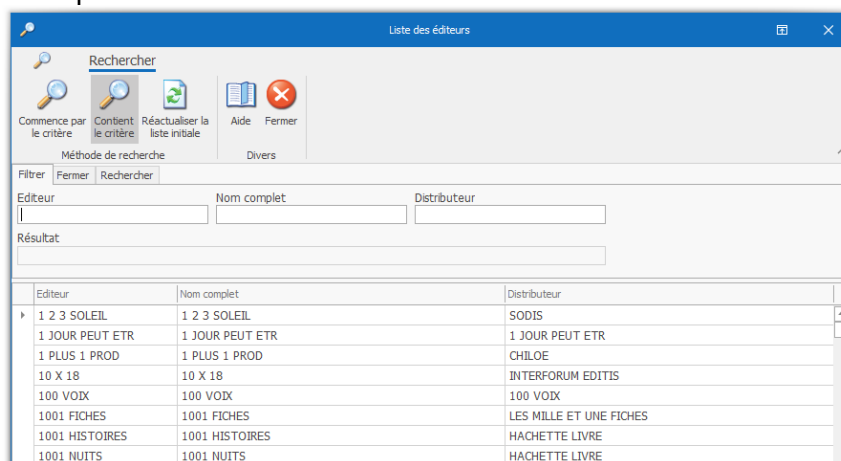 Liste des éditeurs
Rechercher
Commence par le critère
Contient le critère
Réactualiser la liste initiale
Aide
Fermer
Méthode de recherche
Divers
Filtrer Fermer Rechercher
Editeur Nom complet Distributeur
Résultat
Editeur Nom complet Distributeur
1 2 3 SOLEIL 1 2 3 SOLEIL SODIS
1 JOUR PEUT ETR 1 JOUR PEUT ETR 1 JOUR PEUT ETR
1 PLUS 1 PROD 1 PLUS 1 PROD CHILOE
10 X 18 10 X 18 INTERFORUM EDITIS
100 VOIX 100 VOIX 100 VOIX
1001 FICHES 1001 FICHES LES MILLE ET UNE FICHES
1001 HISTOIRES 1001 HISTOIRES HACHETTE LIVRE
1001 NUITS 1001 NUITS HACHETTE LIVRE